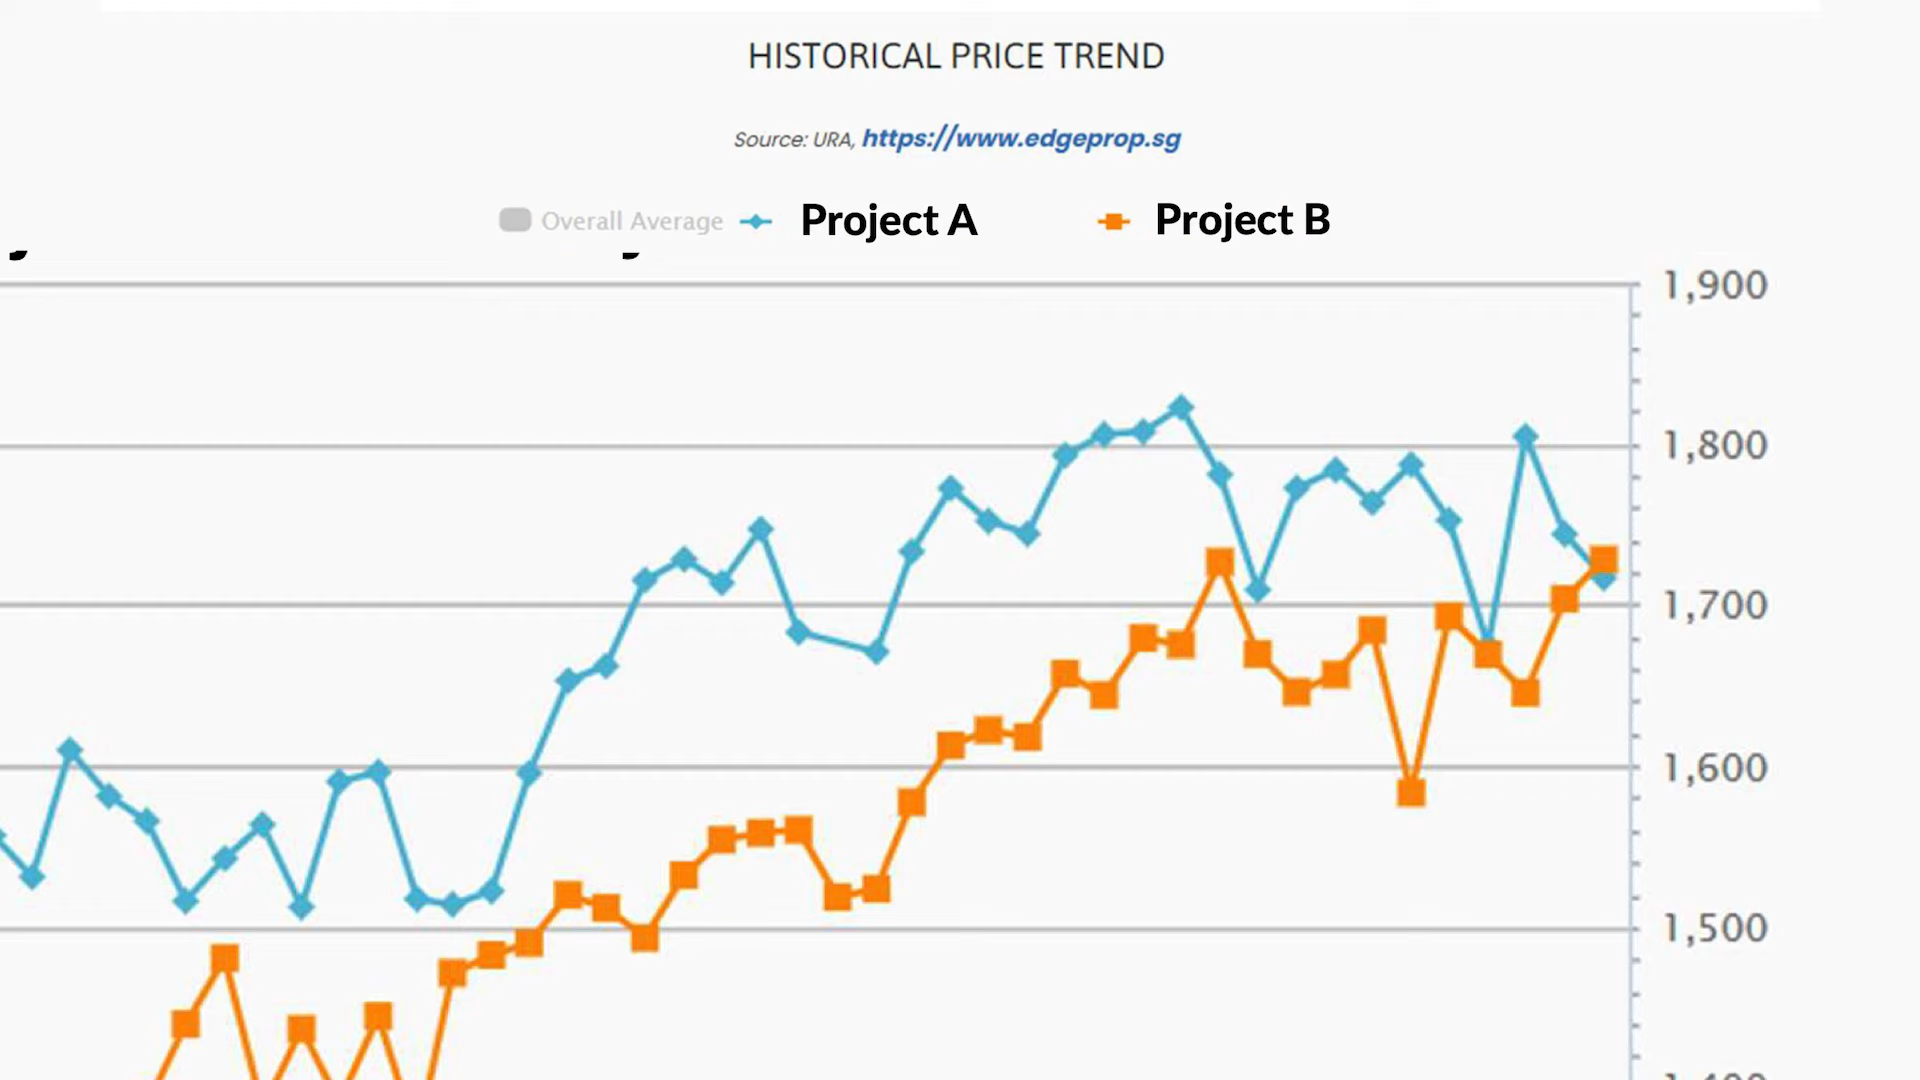 HISTORICAL PRICE TREND
Source: URA, https://www.edgeprop.sg
Overall Average Project A Project B
1,900
1,800
1,700
1,600
1,500